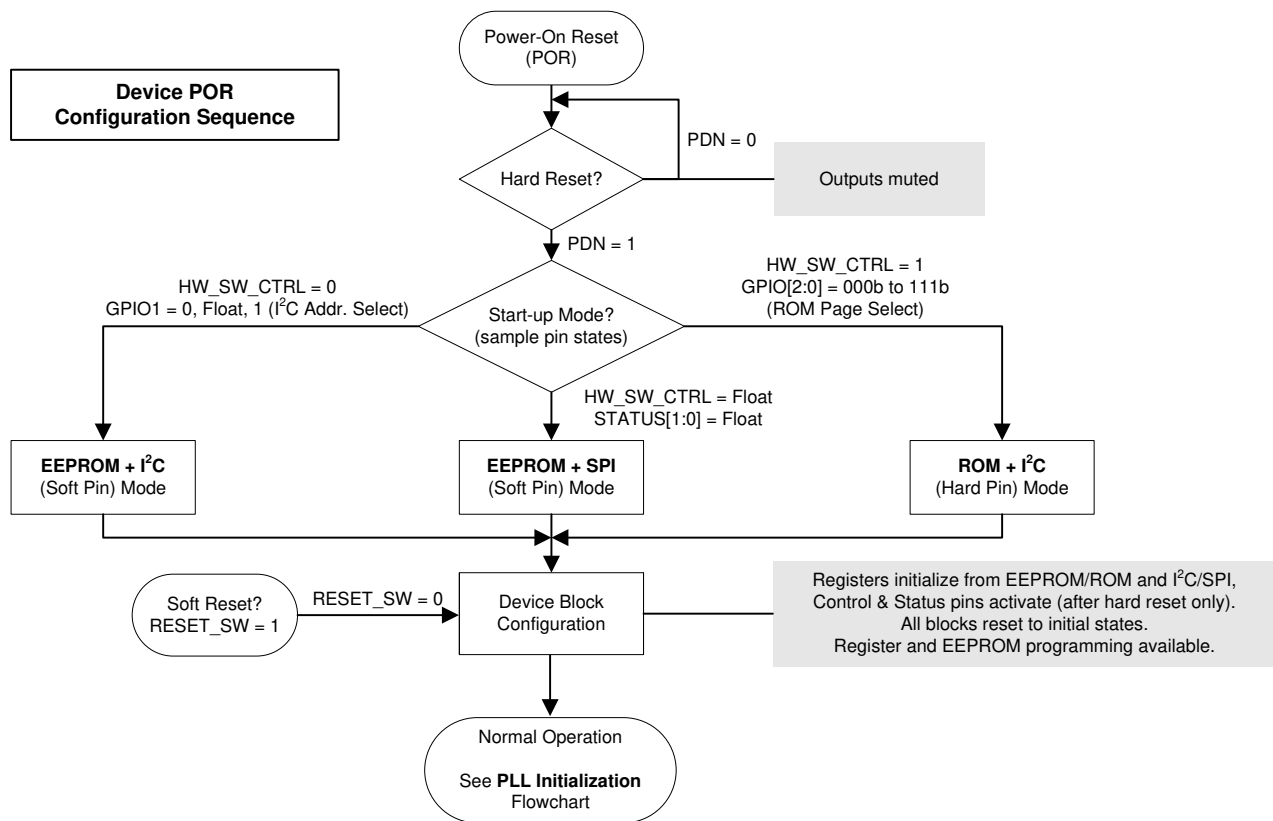 Power-On Reset
(POR)
Device POR
Configuration Sequence
PDN = 0
Hard Reset?
Outputs muted
PDN = 1
HW_SW_CTRL = 0
GPIO1 = 0, Float, 1 (I²C Addr. Select)
HW_SW_CTRL = 1
GPIO[2:0] = 000b to 111b
(ROM Page Select)
Start-up Mode?
(sample pin states)
HW_SW_CTRL = Float
STATUS[1:0] = Float
EEPROM + I²C
(Soft Pin) Mode
EEPROM + SPI
(Soft Pin) Mode
ROM + I²C
(Hard Pin) Mode
Soft Reset?
RESET_SW = 1
RESET_SW = 0
Device Block
Configuration
Registers initialize from EEPROM/ROM and I²C/SPI,
Control & Status pins activate (after hard reset only).
All blocks reset to initial states.
Register and EEPROM programming available.
Normal Operation
See PLL Initialization
Flowchart